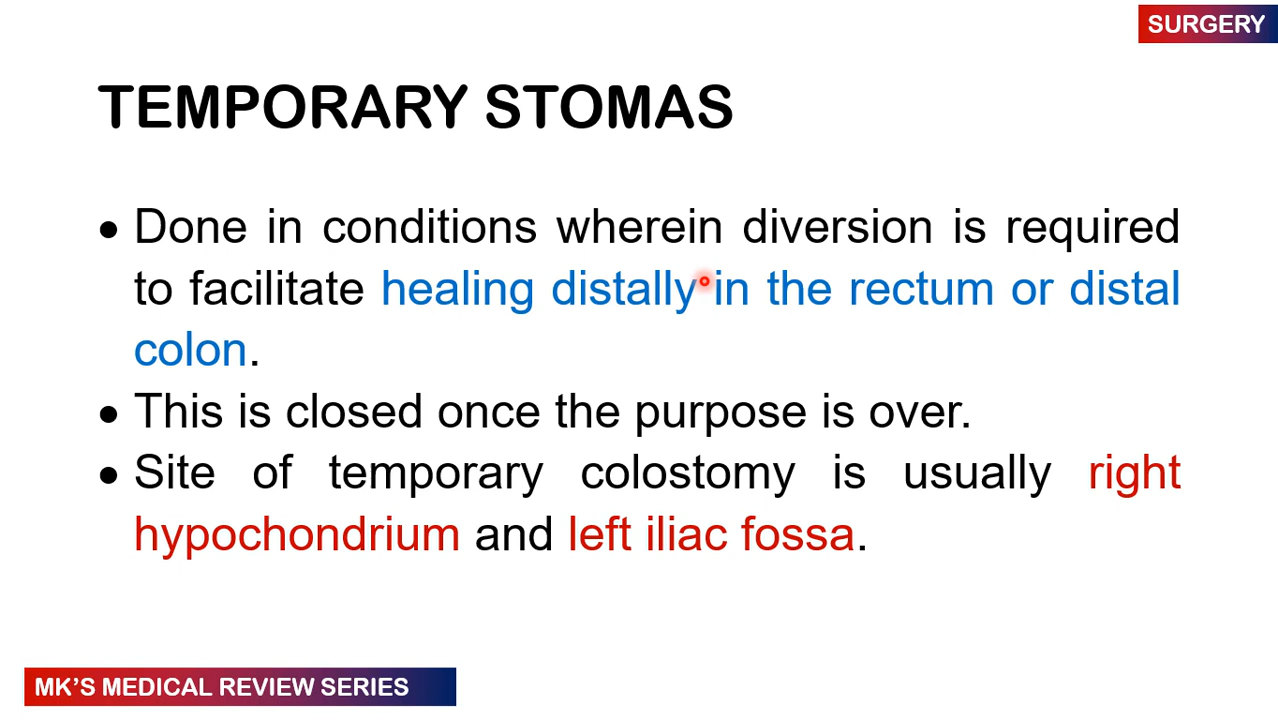 SURGERY
TEMPORARY STOMAS
• Done in conditions wherein diversion is required
to facilitate healing distally in the rectum or distal
colon.
• This is closed once the purpose is over.
• Site of temporary colostomy is usually right
hypochondrium and left iliac fossa.
MK'S MEDICAL REVIEW SERIES